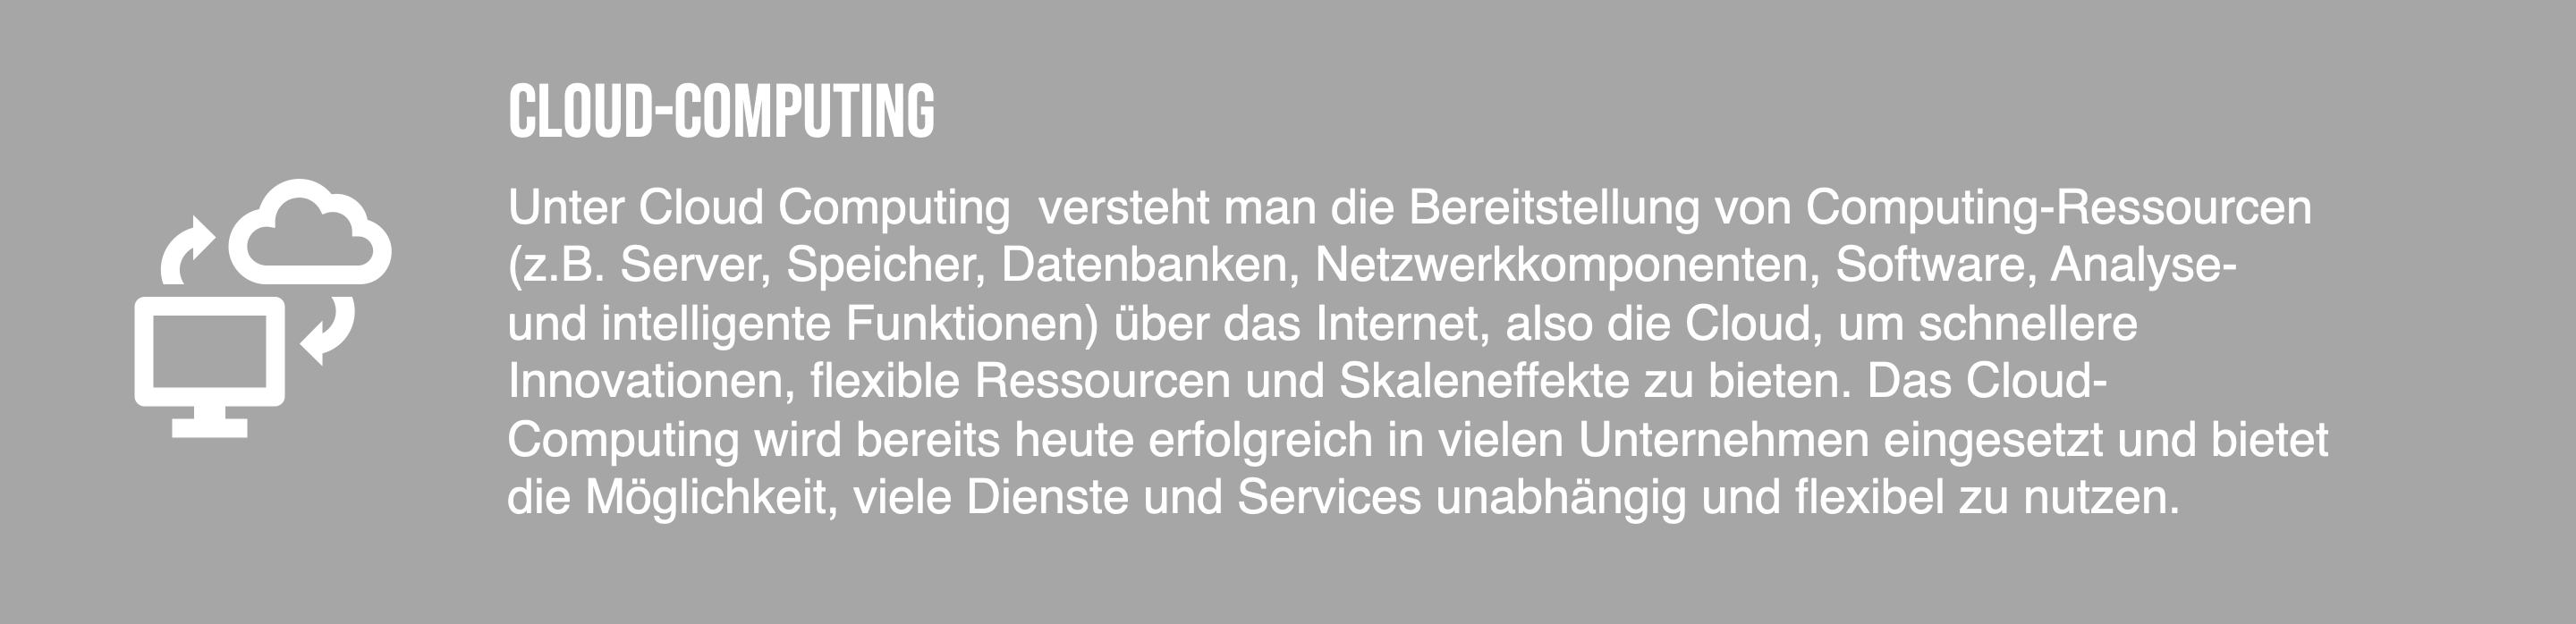 CLOUD-COMPUTING
Unter Cloud Computing  versteht man die Bereitstellung von Computing-Ressourcen
(z.B. Server, Speicher, Datenbanken, Netzwerkkomponenten, Software, Analyse-
und intelligente Funktionen) über das Internet, also die Cloud, um schnellere
Innovationen, flexible Ressourcen und Skaleneffekte zu bieten. Das Cloud-
Computing wird bereits heute erfolgreich in vielen Unternehmen eingesetzt und bietet
die Möglichkeit, viele Dienste und Services unabhängig und flexibel zu nutzen.